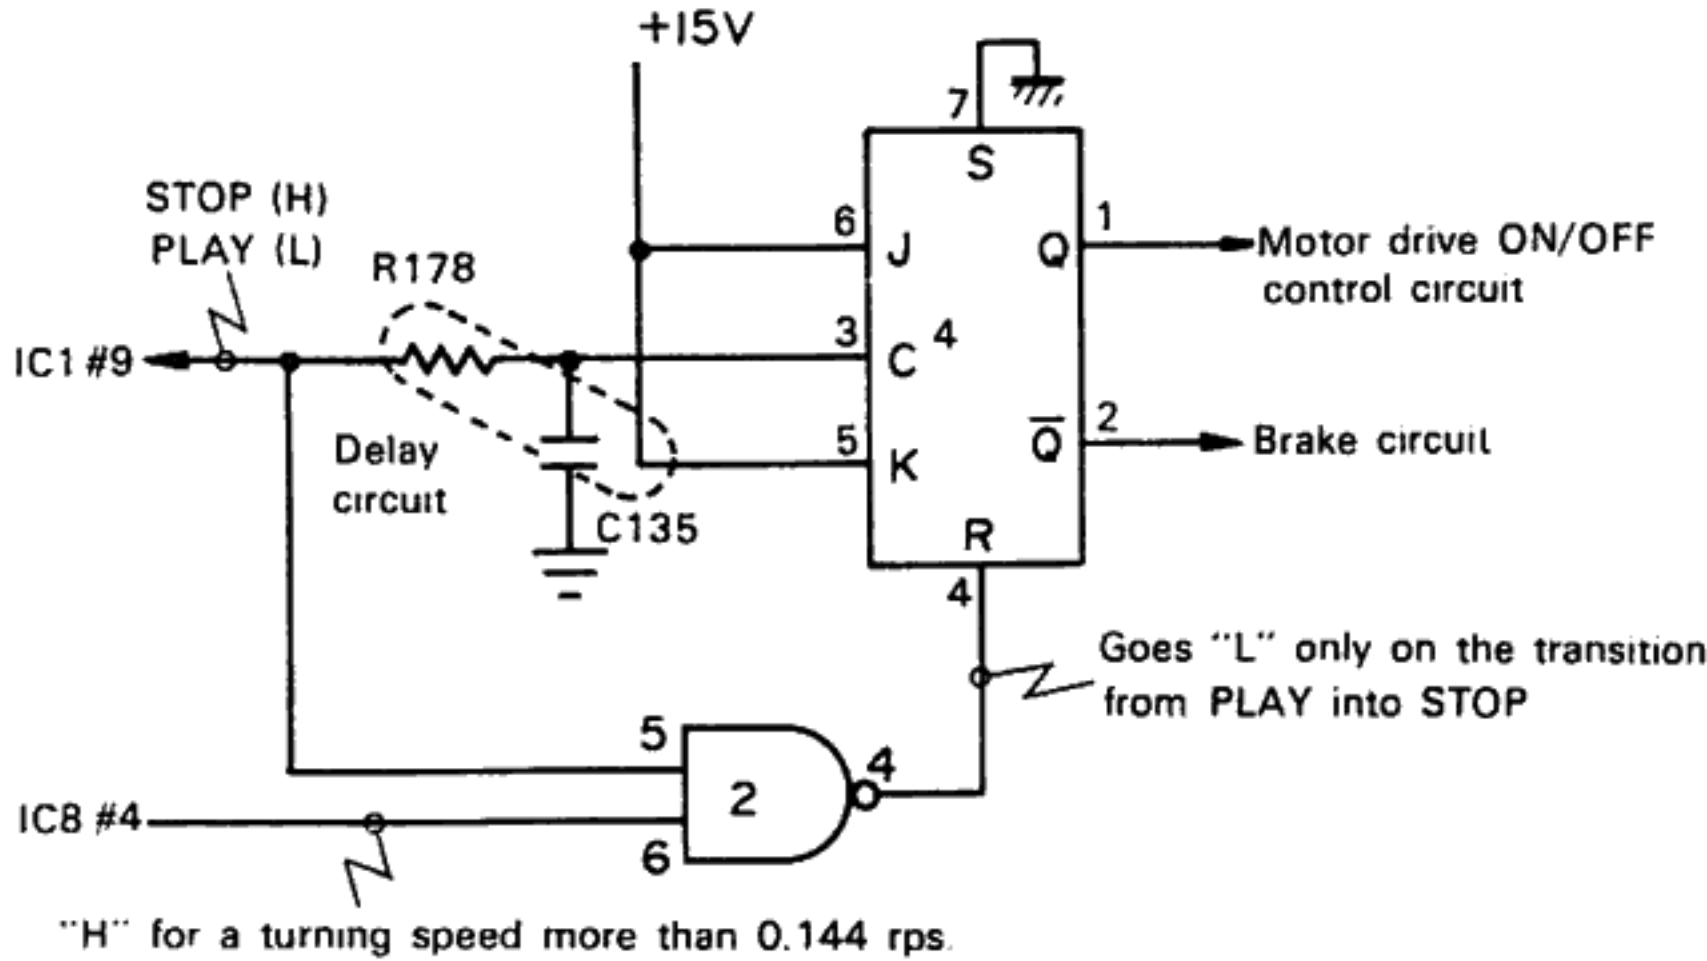 +15V
7
S
STOP (H)
PLAY (L)
R178
6
J
Q
1
Motor drive ON/OFF
control circuit
IC1 #9
3
C
4
Delay
circuit
5
K
Q̅
2
Brake circuit
C135
R
4
Goes "L" only on the transition
from PLAY into STOP
5
2
4
IC8 #4
6
"H" for a turning speed more than 0.144 rps.